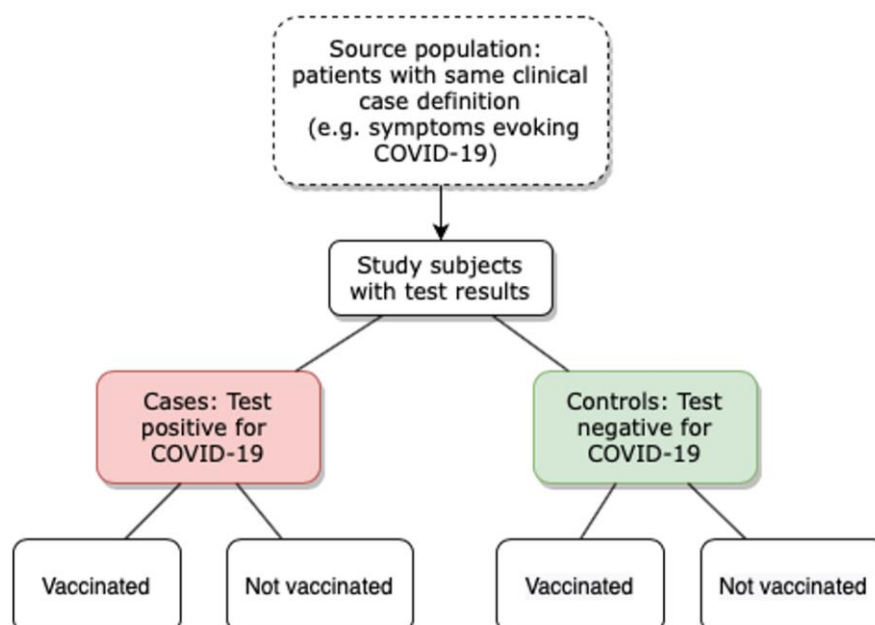 Source population:
patients with same clinical
case definition
(e.g. symptoms evoking
COVID-19)
Study subjects
with test results
Cases: Test
positive for
COVID-19
Controls: Test
negative for
COVID-19
Vaccinated
Not vaccinated
Vaccinated
Not vaccinated